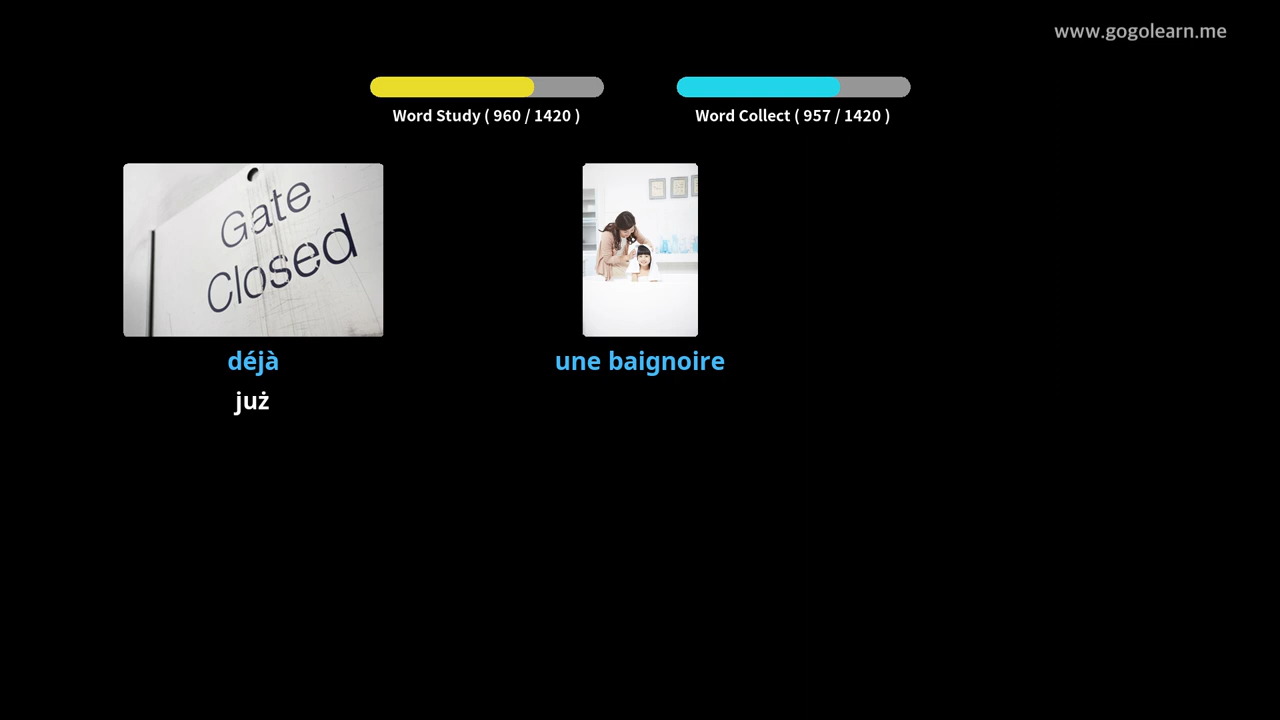 www.gogolearn.me
Word Study ( 960 / 1420 )
Word Collect ( 957 / 1420 )
Gate
Closed
déjà
już
une baignoire